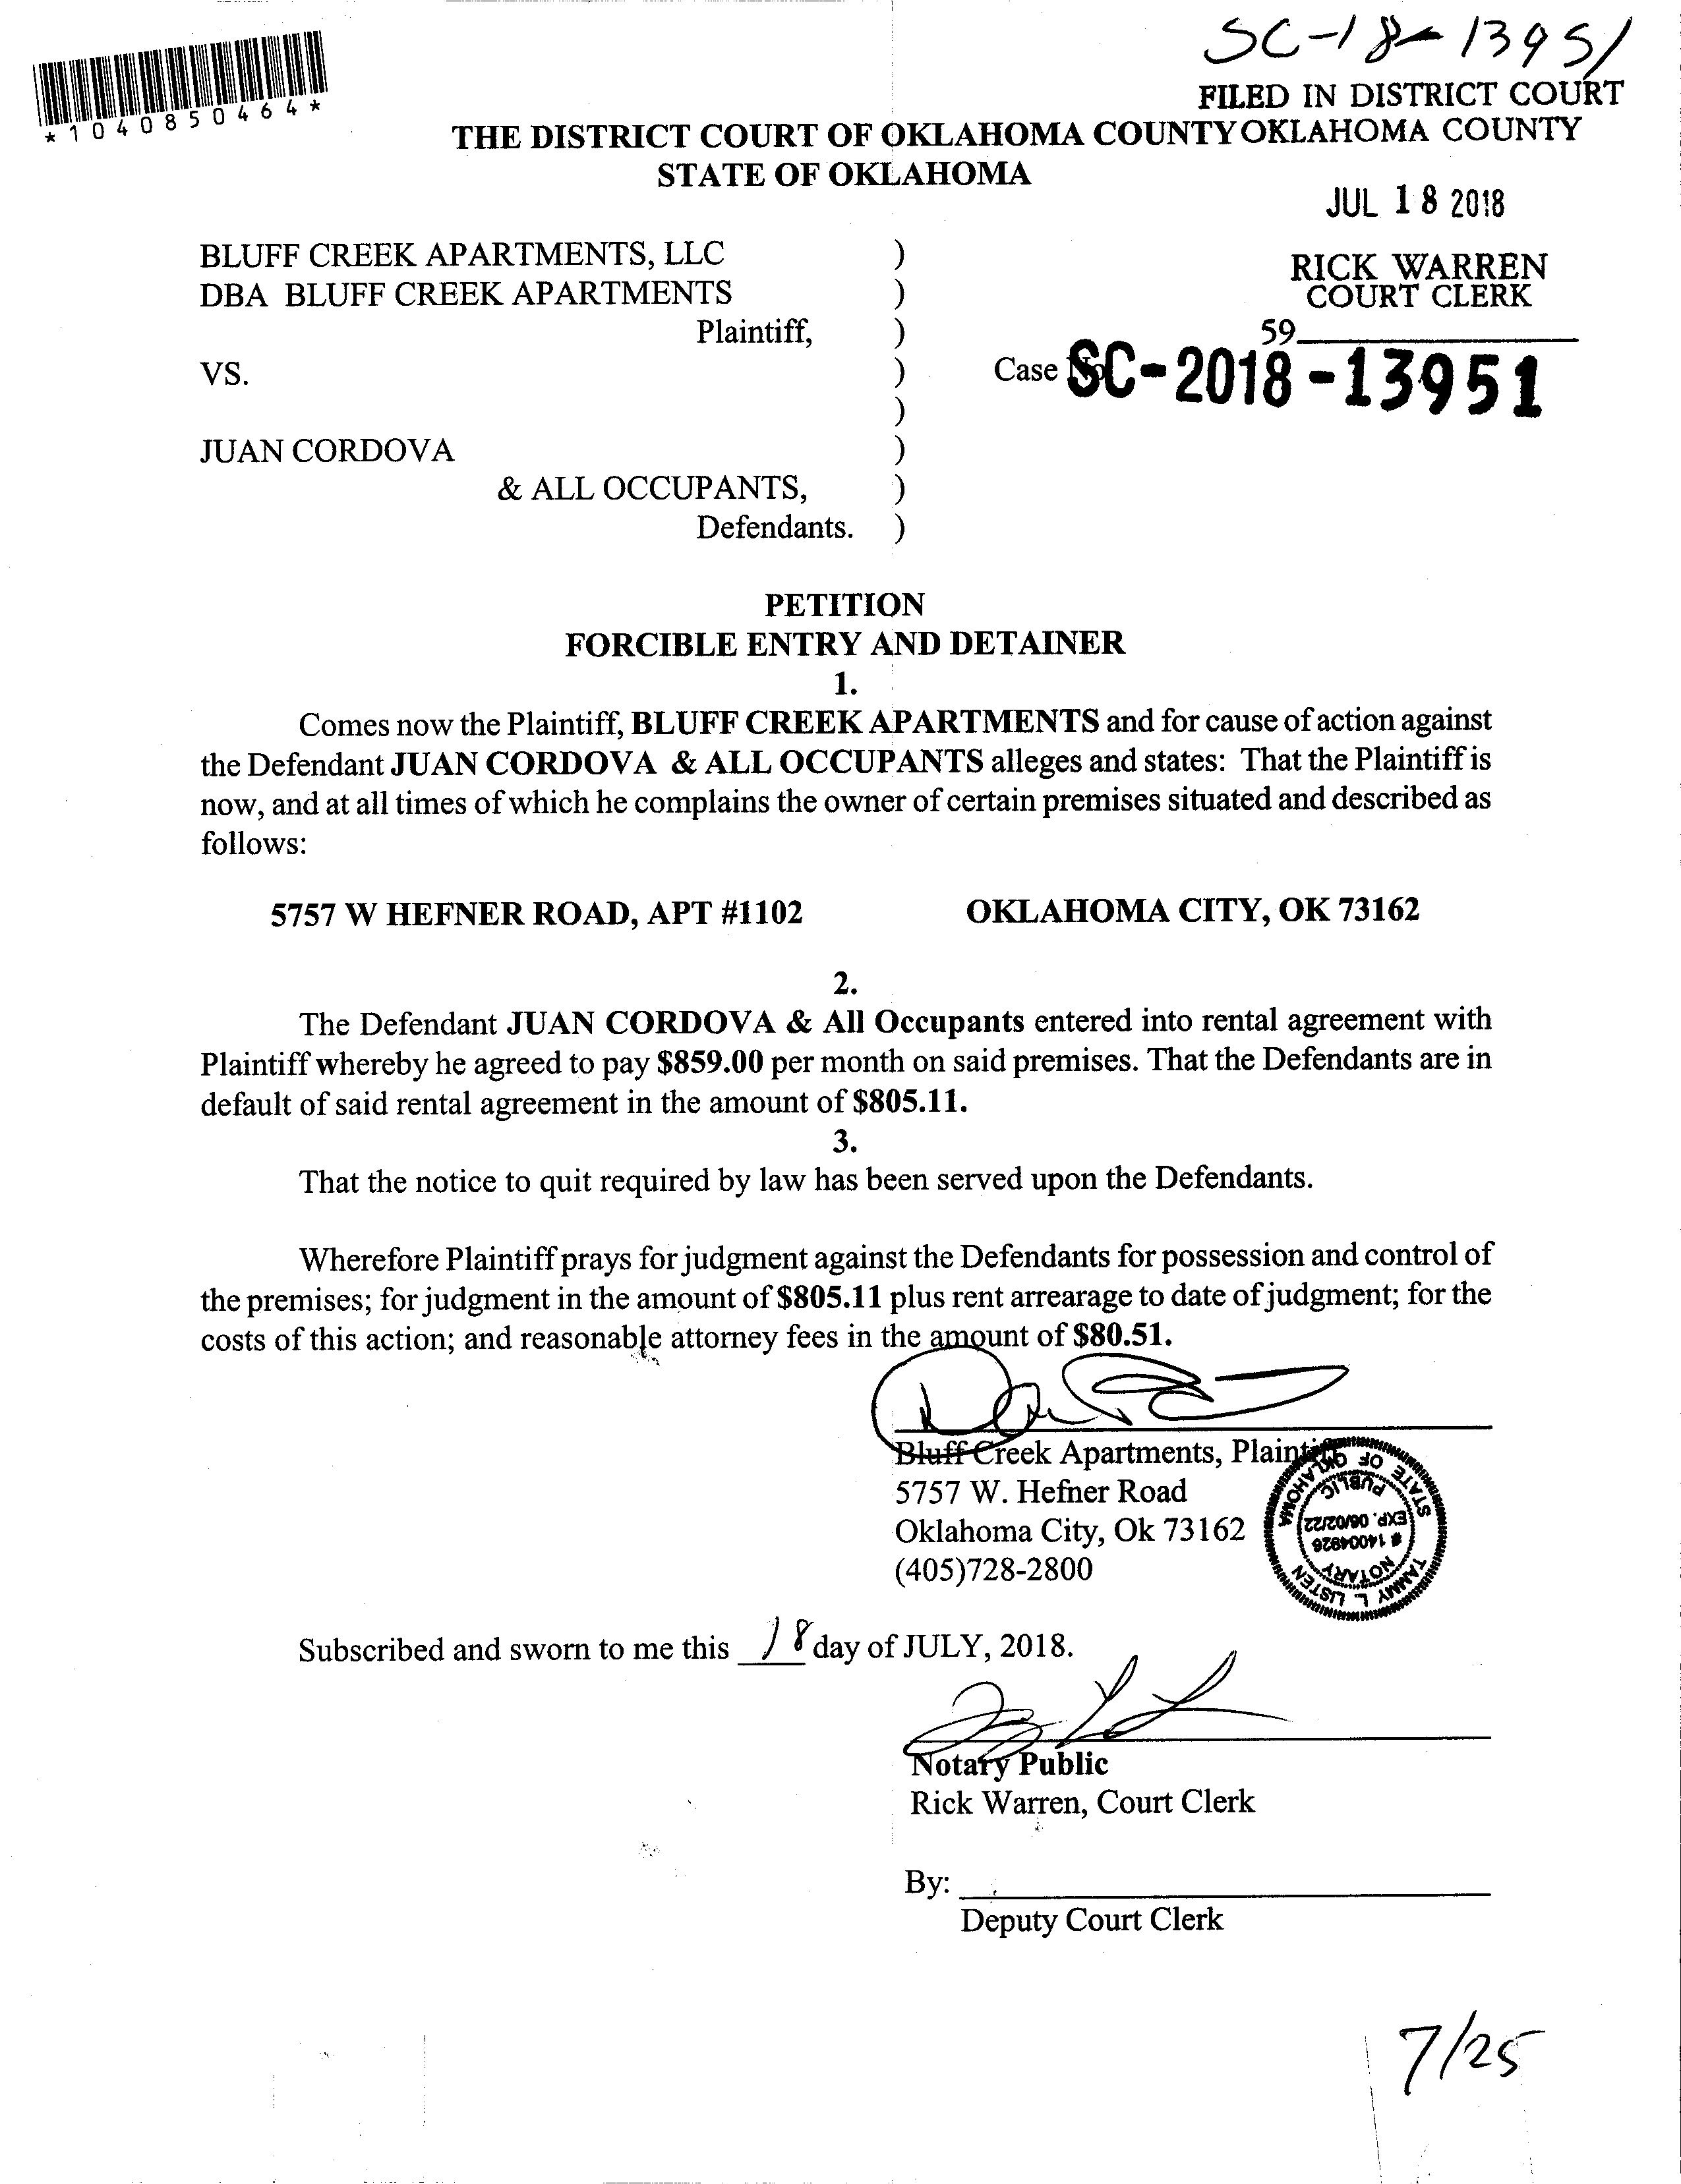 SC-18-13951
*1040850464*
FILED IN DISTRICT COURT
THE DISTRICT COURT OF OKLAHOMA COUNTY OKLAHOMA COUNTY
STATE OF OKLAHOMA
JUL 18 2018
BLUFF CREEK APARTMENTS, LLC )
RICK WARREN
DBA BLUFF CREEK APARTMENTS )
COURT CLERK
Plaintiff, )
59
VS. )
Case No. SC-2018-13951
)
JUAN CORDOVA )
& ALL OCCUPANTS, )
Defendants. )
PETITION
FORCIBLE ENTRY AND DETAINER
1.
Comes now the Plaintiff, BLUFF CREEK APARTMENTS and for cause of action against
the Defendant JUAN CORDOVA & ALL OCCUPANTS alleges and states: That the Plaintiff is
now, and at all times of which he complains the owner of certain premises situated and described as
follows:
5757 W HEFNER ROAD, APT #1102 OKLAHOMA CITY, OK 73162
2.
The Defendant JUAN CORDOVA & All Occupants entered into rental agreement with
Plaintiff whereby he agreed to pay $859.00 per month on said premises. That the Defendants are in
default of said rental agreement in the amount of $805.11.
3.
That the notice to quit required by law has been served upon the Defendants.
Wherefore Plaintiff prays for judgment against the Defendants for possession and control of
the premises; for judgment in the amount of $805.11 plus rent arrearage to date of judgment; for the
costs of this action; and reasonable attorney fees in the amount of $80.51.
Bluff Creek Apartments, Plaintiff
5757 W. Hefner Road
Oklahoma City, Ok 73162
(405)728-2800
TAMMY L. LISTEN
NOTARY
# 14004926
EXP. 06/02/22
PUBLIC
STATE OF OKLAHOMA
Subscribed and sworn to me this 18 day of JULY, 2018.
Notary Public
Rick Warren, Court Clerk
By:
Deputy Court Clerk
7/25